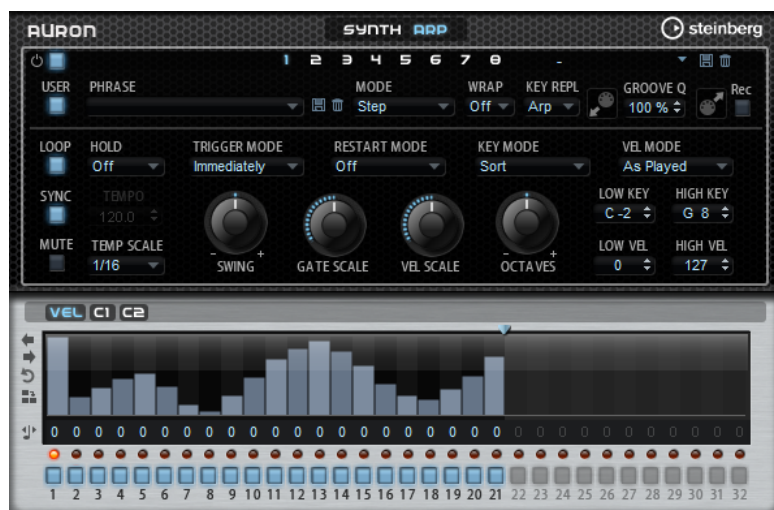 AURON SYNTH ARP steinberg
1 2 3 4 5 6 7 8 -
USER PHRASE MODE WRAP KEY REPL GROOVE Q Rec
Step Off Arp 100 %
LOOP HOLD TRIGGER MODE RESTART MODE KEY MODE VEL MODE
Off Immediately Off Sort As Played
SYNC TEMPO LOW KEY HIGH KEY
120.0 C -2 G 8
MUTE TEMP SCALE LOW VEL HIGH VEL
1/16 - SWING + GATE SCALE VEL SCALE - OCTAVES + 0 127
VEL C1 C2
0 0 0 0 0 0 0 0 0 0 0 0 0 0 0 0 0 0 0 0 0 0 0 0 0 0 0 0 0 0 0 0
1 2 3 4 5 6 7 8 9 10 11 12 13 14 15 16 17 18 19 20 21 22 23 24 25 26 27 28 29 30 31 32